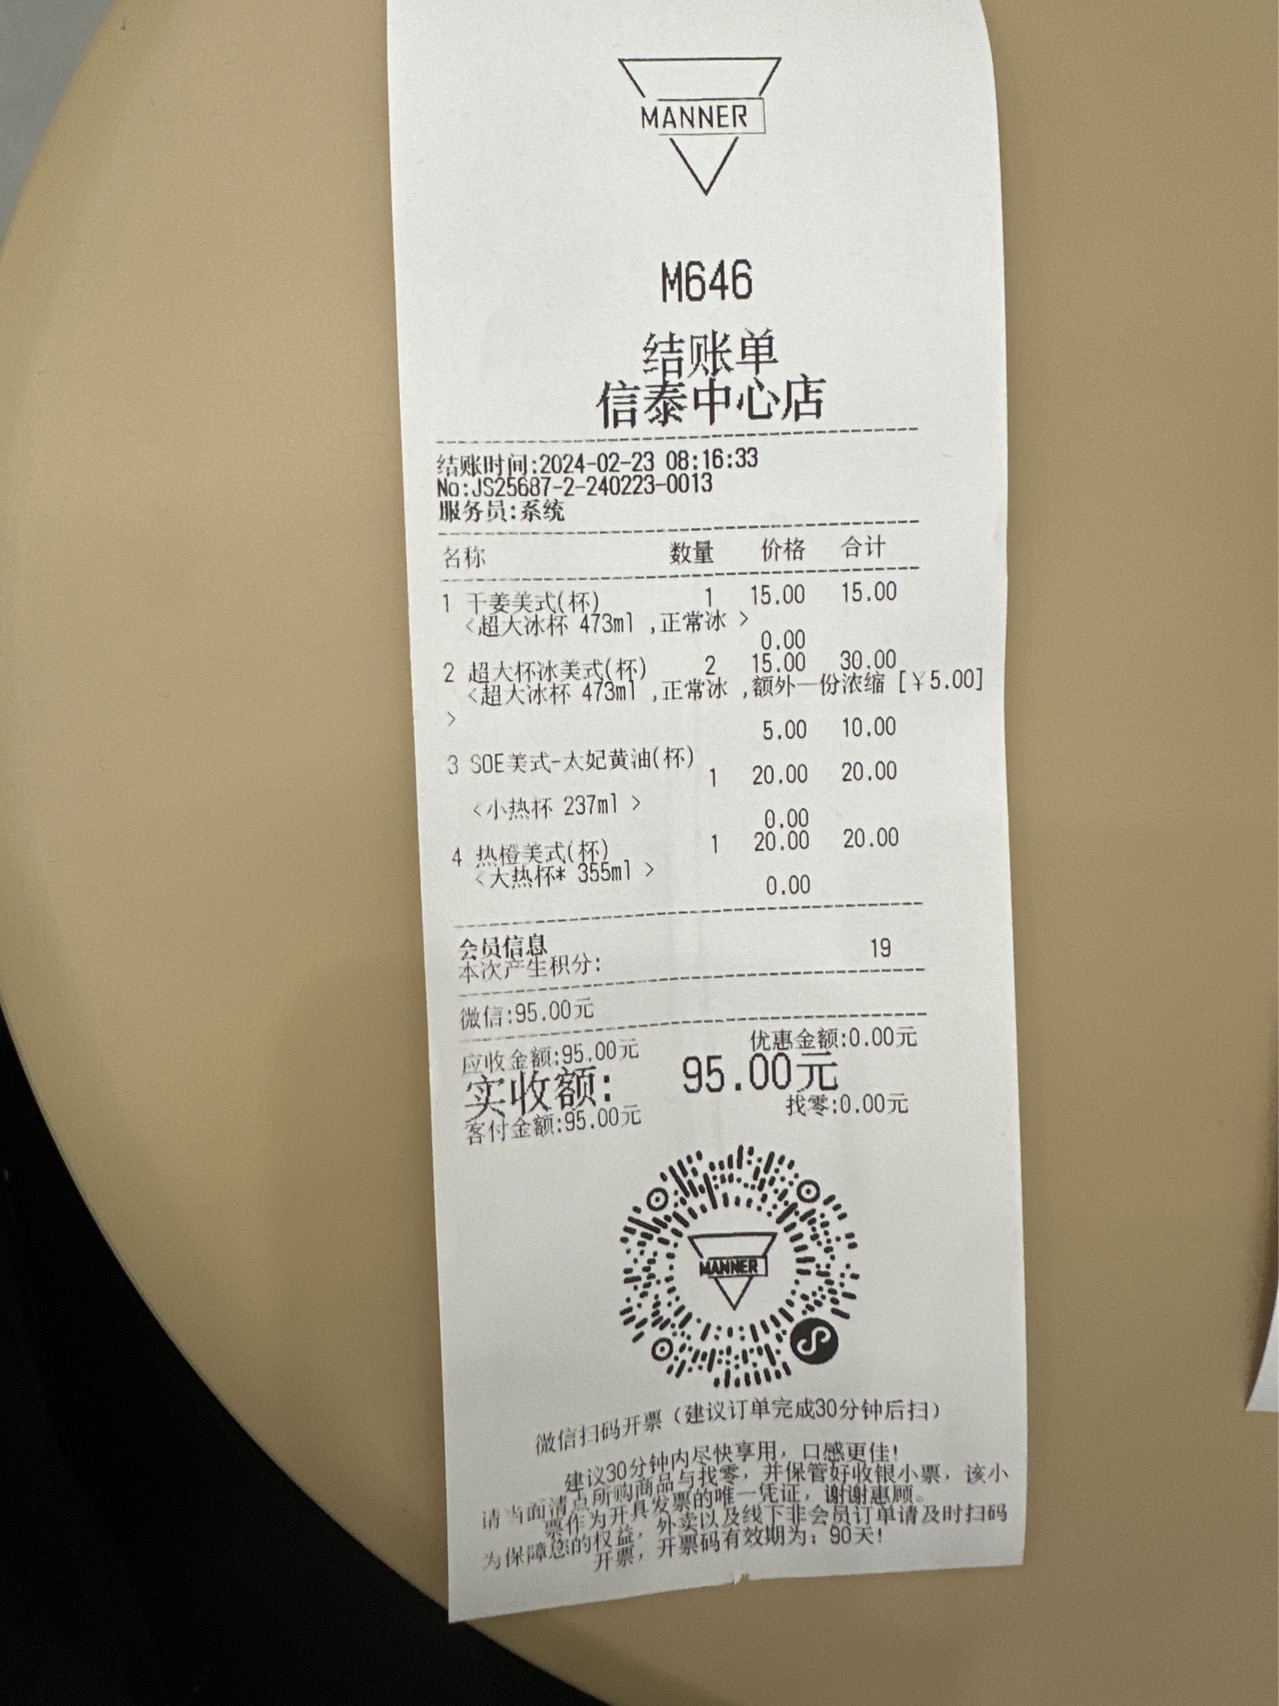 MANNER
M646
结账单
信泰中心店
结账时间:2024-02-23 08:16:33
No:JS25687-2-240223-0013
服务员:系统
名称 数量 价格 合计
1 干姜美式(杯) 1 15.00 15.00
<超大冰杯 473ml ,正常冰 >
0.00
2 超大杯冰美式(杯) 2 15.00 30.00
<超大冰杯 473ml ,正常冰 ,额外一份浓缩 [￥5.00]
>
5.00 10.00
3 SOE美式-太妃黄油(杯)
1 20.00 20.00
<小热杯 237ml >
0.00
4 热橙美式(杯) 1 20.00 20.00
<大热杯* 355ml >
0.00
会员信息
本次产生积分: 19
微信:95.00元
应收金额:95.00元 优惠金额:0.00元
实收额: 95.00元
客付金额:95.00元 找零:0.00元
MANNER
微信扫码开票（建议订单完成30分钟后扫）
建议30分钟内尽快享用，口感更佳！
请当面清点所购商品与找零，并保管好收银小票，该小
票作为开具发票的唯一凭证，谢谢惠顾。
为保障您的权益，外卖以及线下非会员订单请及时扫码
开票，开票码有效期为：90天！